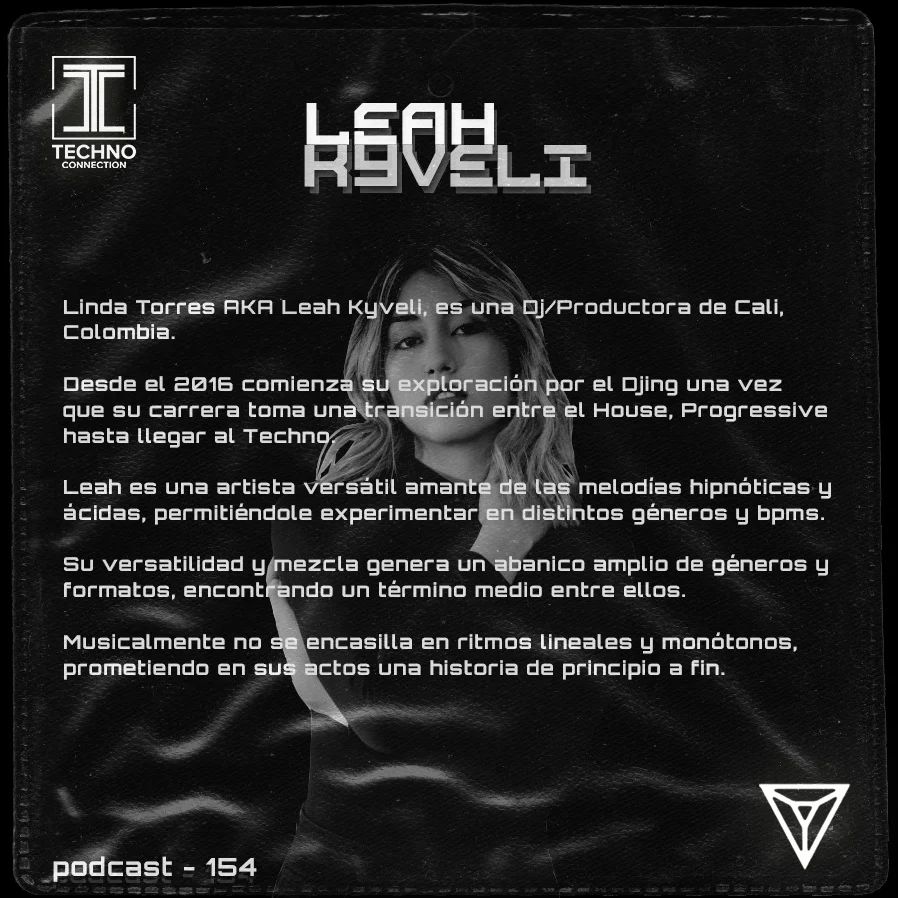 TECHNO
CONNECTION
LEAH
KYVELI
Linda Torres AKA Leah Kyveli, es una Dj/Productora de Cali,
Colombia.
Desde el 2016 comienza su exploración por el Djing una vez
que su carrera toma una transición entre el House, Progressive
hasta llegar al Techno.
Leah es una artista versátil amante de las melodías hipnóticas y
ácidas, permitiéndole experimentar en distintos géneros y bpms.
Su versatilidad y mezcla genera un abanico amplio de géneros y
formatos, encontrando un término medio entre ellos.
Musicalmente no se encasilla en ritmos lineales y monótonos,
prometiendo en sus actos una historia de principio a fin.
podcast - 154